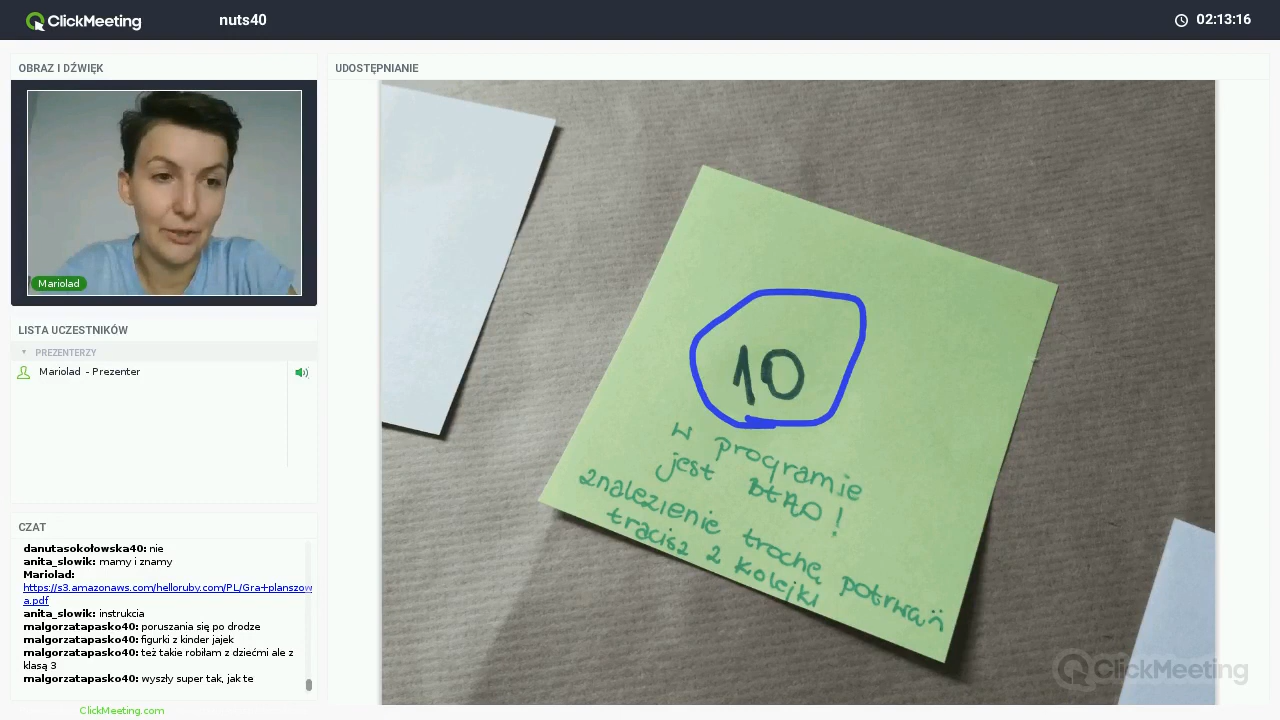 ClickMeeting
nuts40
02:13:16
OBRAZ I DŹWIĘK
Mariolad
LISTA UCZESTNIKÓW
PREZENTERZY
Mariolad - Prezenter
CZAT
danutasokołowska40: nie
anita_slowik: mamy i znamy
Mariolad:
https://s3.amazonaws.com/helloruby.com/PL/Gra+planszow
a.pdf
anita_slowik: instrukcja
malgorzatapasko40: poruszania się po drodze
malgorzatapasko40: figurki z kinder jajek
malgorzatapasko40: też takie robiłam z dziećmi ale z
klasą 3
malgorzatapasko40: wyszły super tak, jak te
ClickMeeting.com
UDOSTĘPNIANIE
10
w programie
jest BŁĄD!
znalezienie trochę potrwa
tracisz 2 kolejki
ClickMeeting